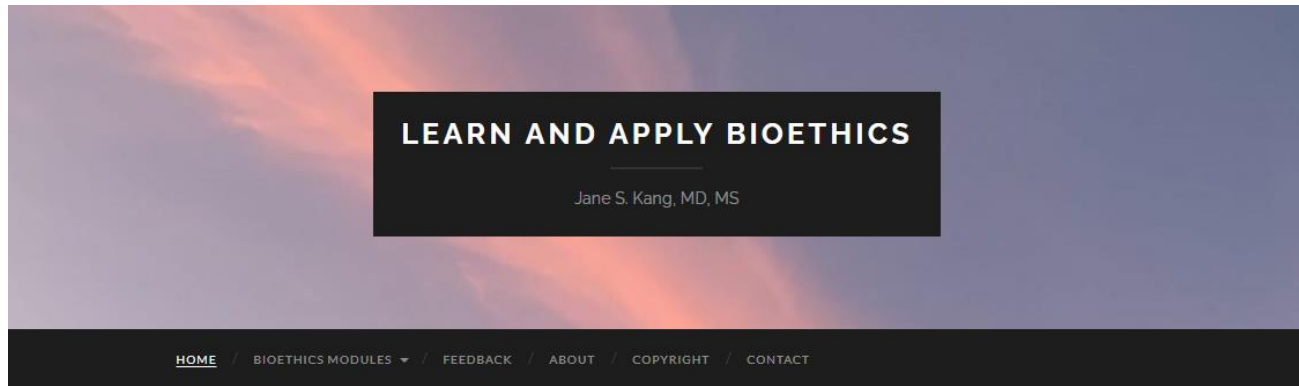 LEARN AND APPLY BIOETHICS
Jane S. Kang, MD, MS
HOME / BIOETHICS MODULES / FEEDBACK / ABOUT / COPYRIGHT / CONTACT